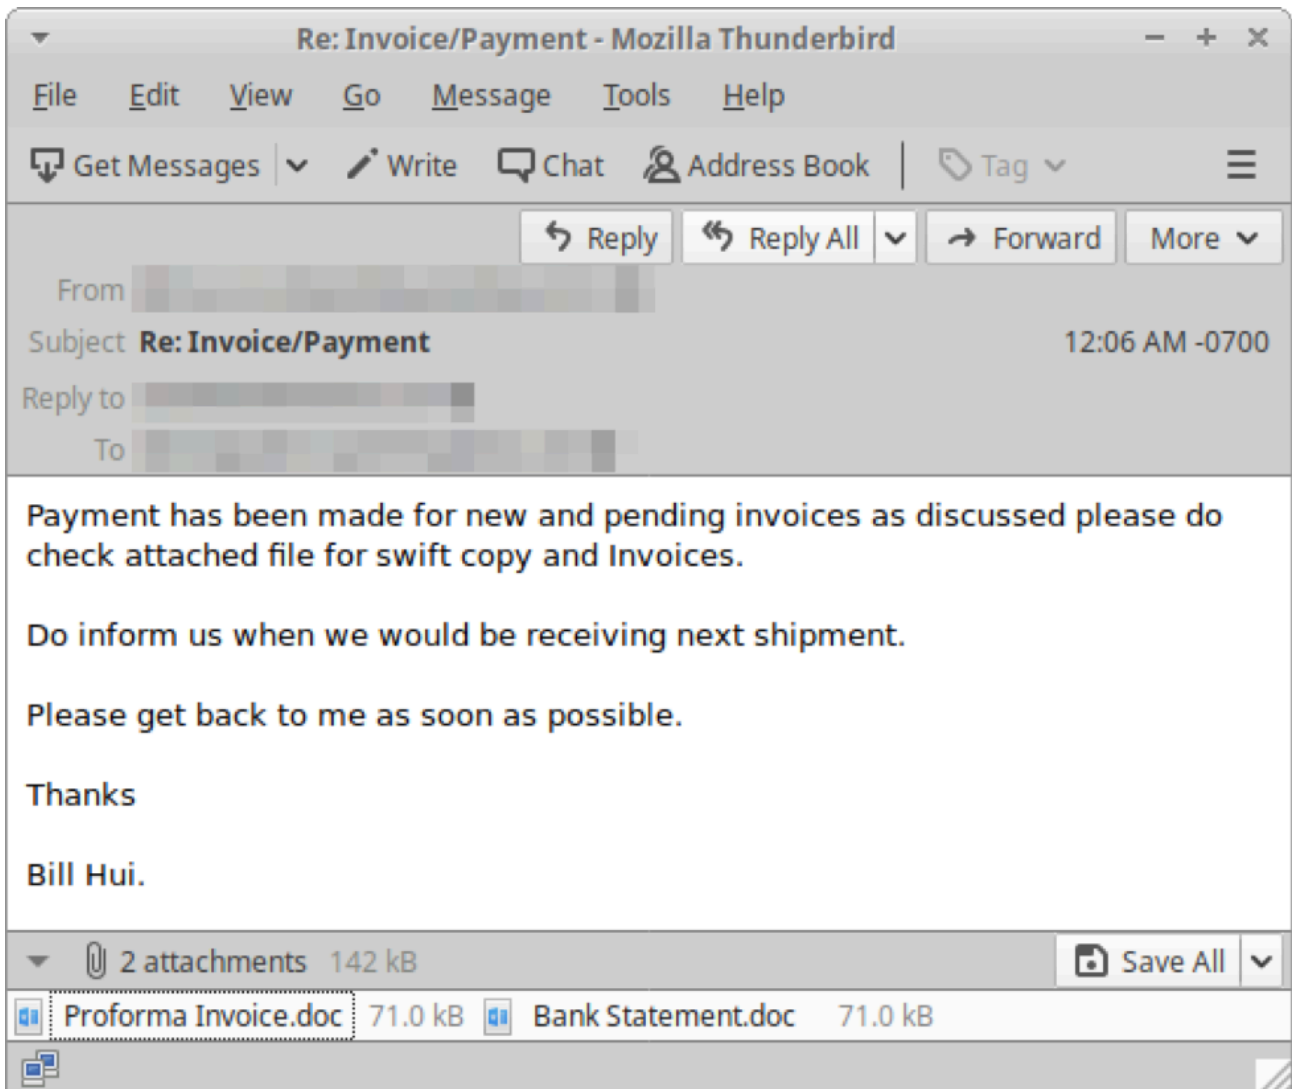 Re: Invoice/Payment - Mozilla Thunderbird
File Edit View Go Message Tools Help
Get Messages Write Chat Address Book Tag
Reply Reply All Forward More
From
Subject Re: Invoice/Payment 12:06 AM -0700
Reply to
To
Payment has been made for new and pending invoices as discussed please do
check attached file for swift copy and Invoices.
Do inform us when we would be receiving next shipment.
Please get back to me as soon as possible.
Thanks
Bill Hui.
2 attachments 142 kB Save All
Proforma Invoice.doc 71.0 kB Bank Statement.doc 71.0 kB